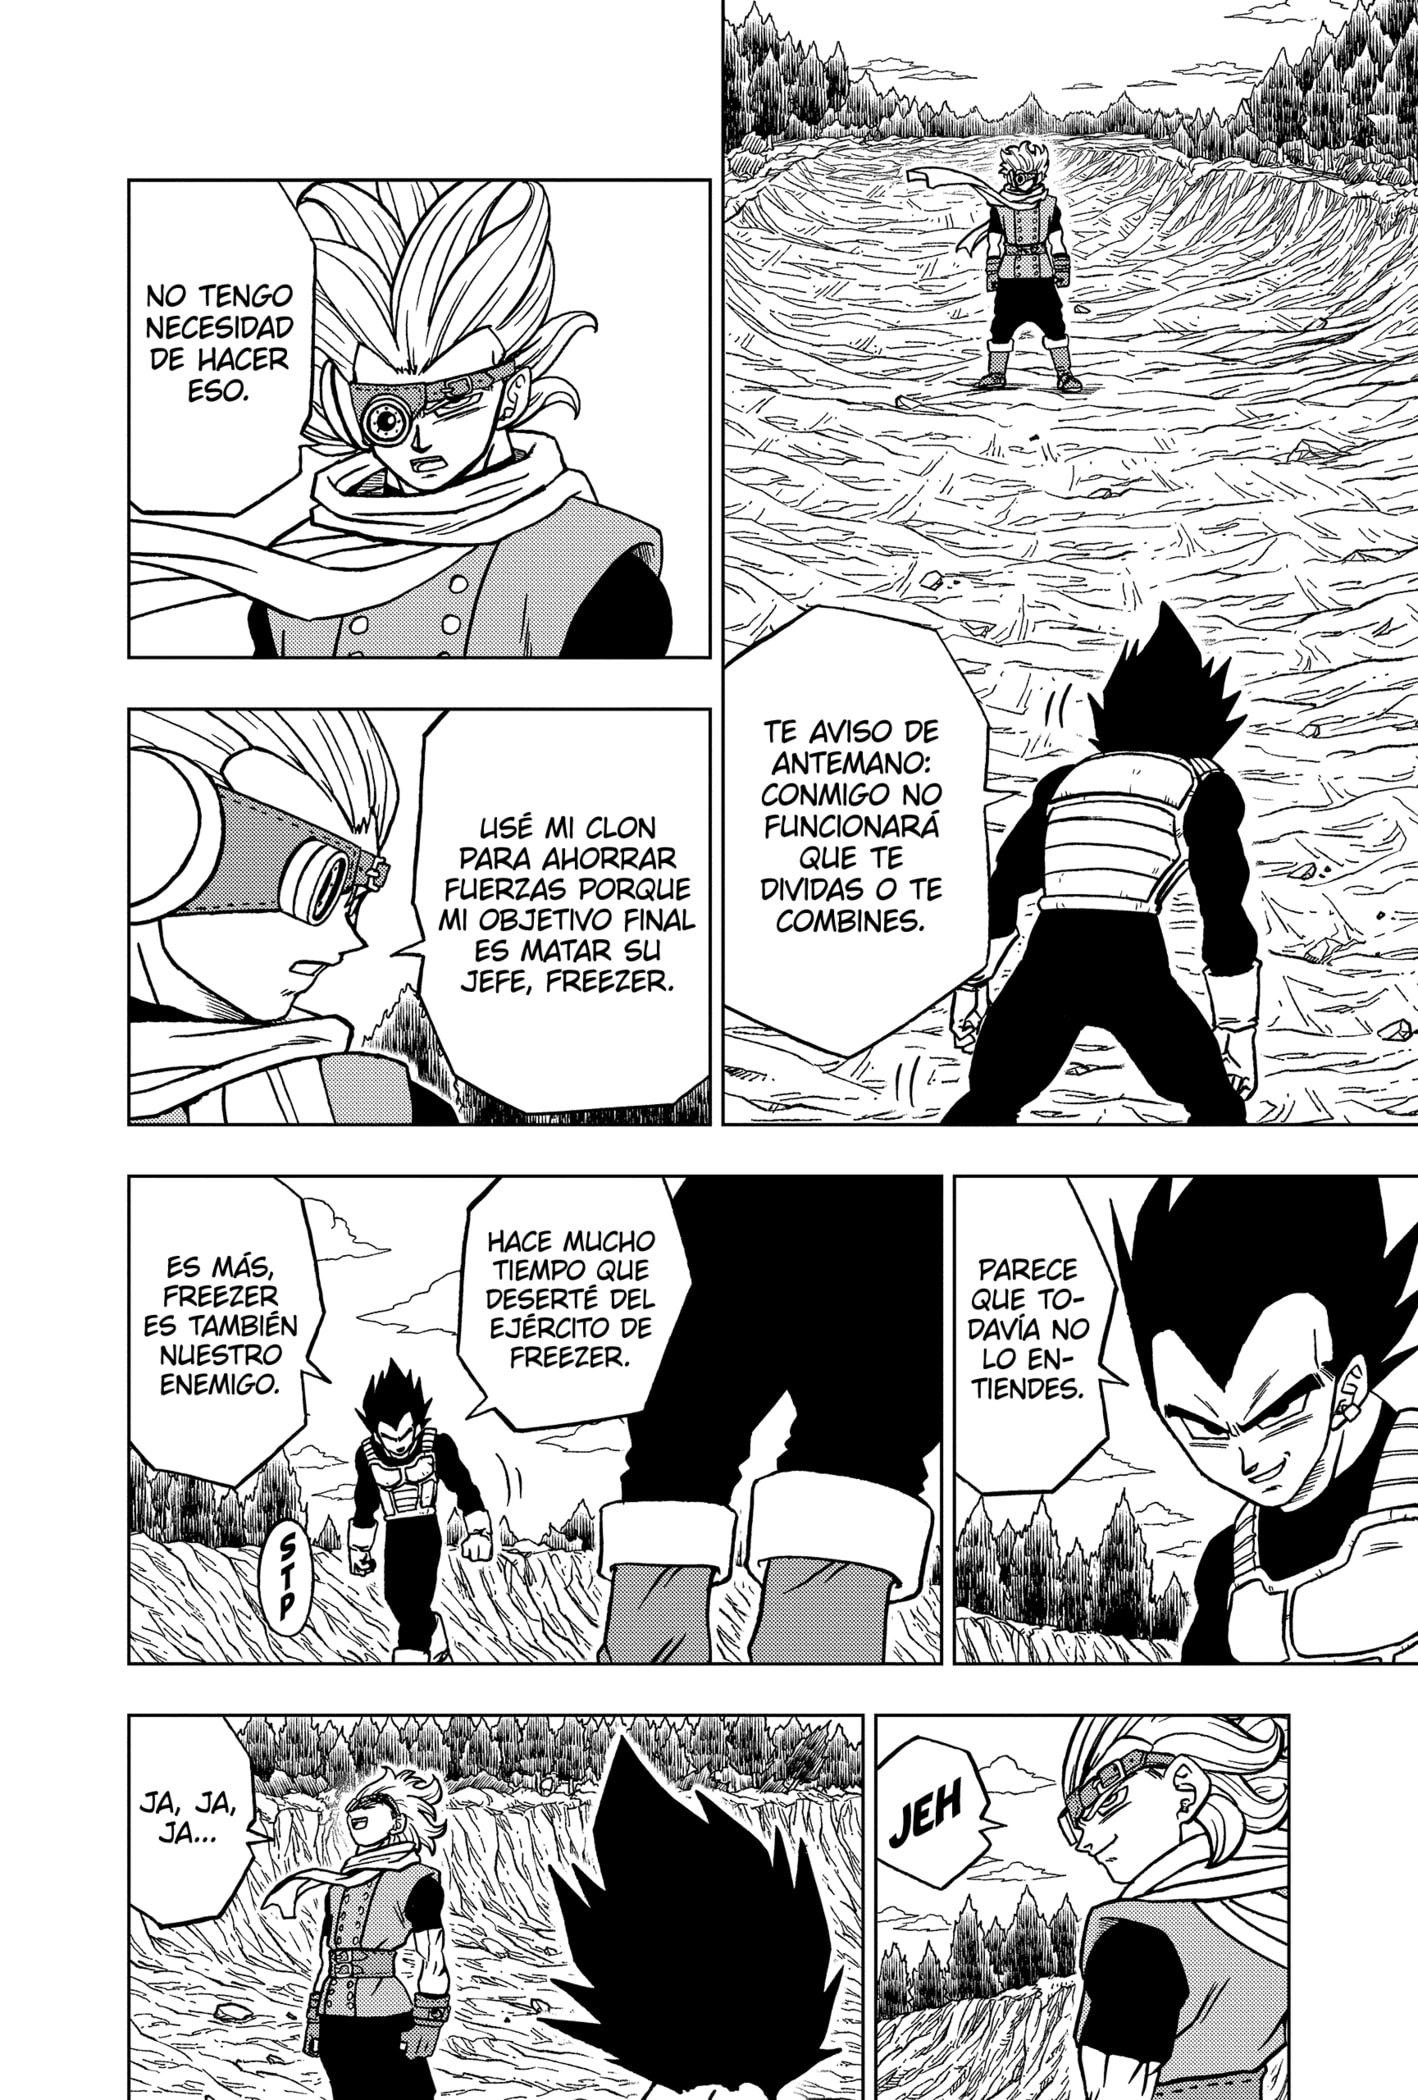 TE AVISO DE
ANTEMANO:
CONMIGO NO
FUNCIONARÁ
QUE TE
DIVIDAS O TE
COMBINES.
NO TENGO
NECESIDAD
DE HACER
ESO.
USÉ MI CLON
PARA AHORRAR
FUERZAS PORQUE
MI OBJETIVO FINAL
ES MATAR SU
JEFE, FREEZER.
PARECE
QUE TO-
DAVÍA NO
LO EN-
TIENDES.
HACE MUCHO
TIEMPO QUE
DESERTÉ DEL
EJÉRCITO DE
FREEZER.
ES MÁS,
FREEZER
ES TAMBIÉN
NUESTRO
ENEMIGO.
STP
JEH
JA, JA,
JA...